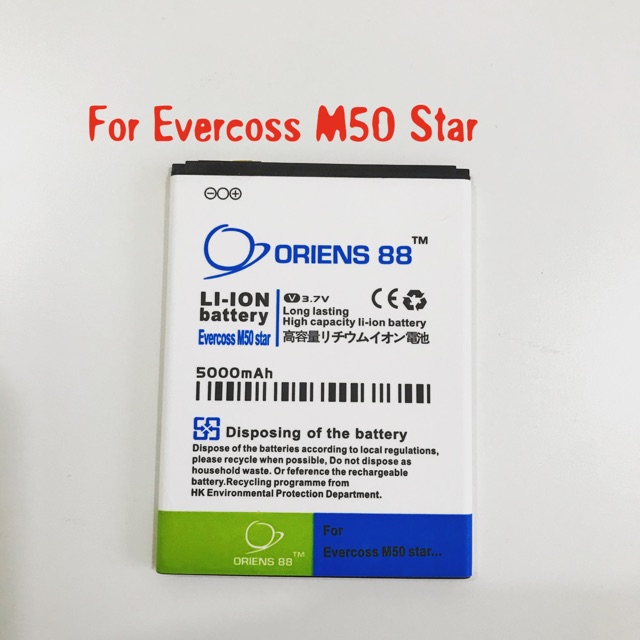 For Evercoss M50 Star
ORIENS 88™
LI-ION
battery
Evercoss M50 star
V 3.7V
Long lasting
High capacity li-ion battery
高容量リチウムイオン電池
CE
5000mAh
Disposing of the battery
Dispose of the batteries according to local regulations,
please recycle when possible, Do not dispose as
household waste. Or reference the rechargeable
battery.Recycling programme from
HK Environmental Protection Department.
ORIENS 88™
For
Evercoss M50 star...